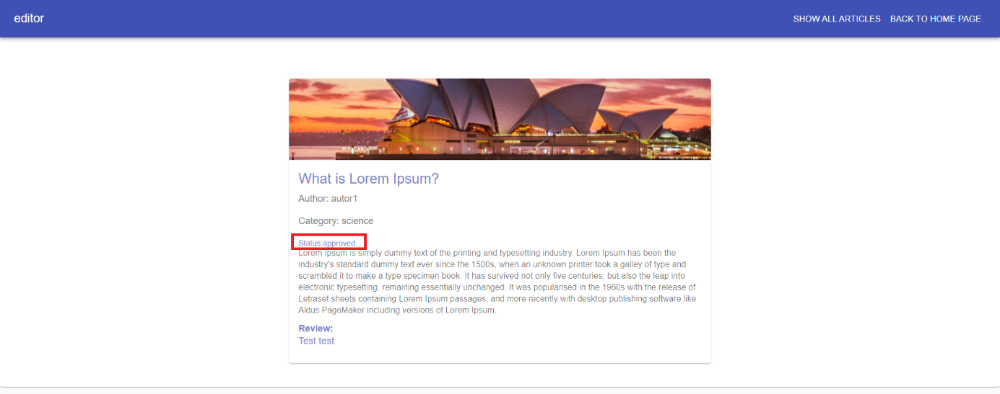 editor
SHOW ALL ARTICLES BACK TO HOME PAGE
What is Lorem Ipsum?
Author: autor1
Category: science
Status:approved
Lorem Ipsum is simply dummy text of the printing and typesetting industry. Lorem Ipsum has been the
industry's standard dummy text ever since the 1500s, when an unknown printer took a galley of type and
scrambled it to make a type specimen book. It has survived not only five centuries, but also the leap into
electronic typesetting, remaining essentially unchanged. It was popularised in the 1960s with the release of
Letraset sheets containing Lorem Ipsum passages, and more recently with desktop publishing software like
Aldus PageMaker including versions of Lorem Ipsum.
Review:
Test test